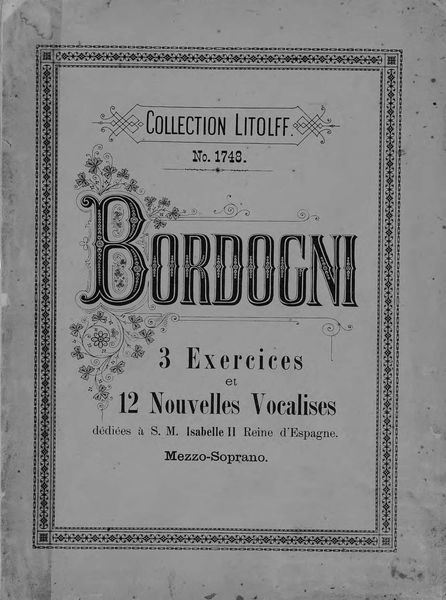 COLLECTION LITOLFF.
No. 1748.
BORDOGNI
3 Exercices
et
12 Nouvelles Vocalises
dédiées à S. M. Isabelle II Reine d'Espagne.
Mezzo-Soprano.